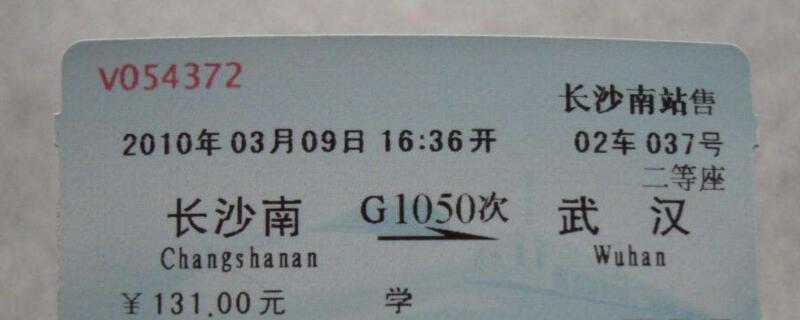 V054372
长沙南站售
2010年03月09日 16:36开 02车 037号
二等座
长沙南 G1050次 武汉
Changshanan Wuhan
￥131.00元 学